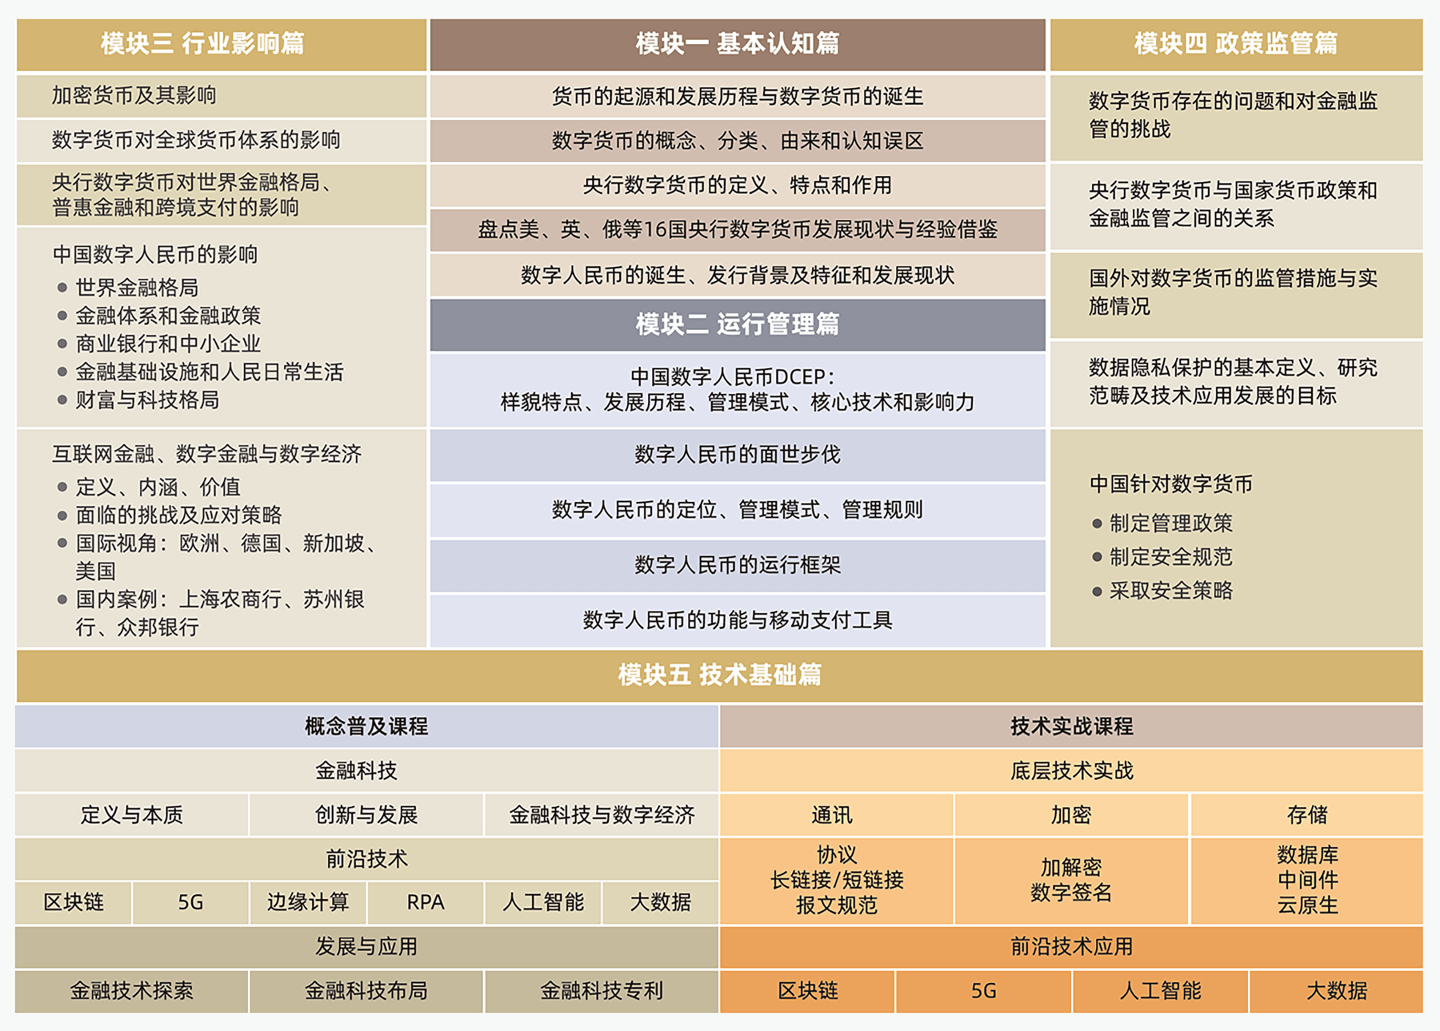 模块三 行业影响篇
加密货币及其影响
数字货币对全球货币体系的影响
央行数字货币对世界金融格局、
普惠金融和跨境支付的影响
中国数字人民币的影响
● 世界金融格局
● 金融体系和金融政策
● 商业银行和中小企业
● 金融基础设施和人民日常生活
● 财富与科技格局
互联网金融、数字金融与数字经济
● 定义、内涵、价值
● 面临的挑战及应对策略
● 国际视角：欧洲、德国、新加坡、
美国
● 国内案例：上海农商行、苏州银
行、众邦银行
模块一 基本认知篇
货币的起源和发展历程与数字货币的诞生
数字货币的概念、分类、由来和认知误区
央行数字货币的定义、特点和作用
盘点美、英、俄等16国央行数字货币发展现状与经验借鉴
数字人民币的诞生、发行背景及特征和发展现状
模块二 运行管理篇
中国数字人民币DCEP：
样貌特点、发展历程、管理模式、核心技术和影响力
数字人民币的面世步伐
数字人民币的定位、管理模式、管理规则
数字人民币的运行框架
数字人民币的功能与移动支付工具
模块四 政策监管篇
数字货币存在的问题和对金融监
管的挑战
央行数字货币与国家货币政策和
金融监管之间的关系
国外对数字货币的监管措施与实
施情况
数据隐私保护的基本定义、研究
范畴及技术应用发展的目标
中国针对数字货币
● 制定管理政策
● 制定安全规范
● 采取安全策略
模块五 技术基础篇
概念普及课程
金融科技
定义与本质
创新与发展
金融科技与数字经济
前沿技术
区块链
5G
边缘计算
RPA
人工智能
大数据
发展与应用
金融技术探索
金融科技布局
金融科技专利
技术实战课程
底层技术实战
通讯
加密
存储
协议
长链接/短链接
报文规范
加解密
数字签名
数据库
中间件
云原生
前沿技术应用
区块链
5G
人工智能
大数据